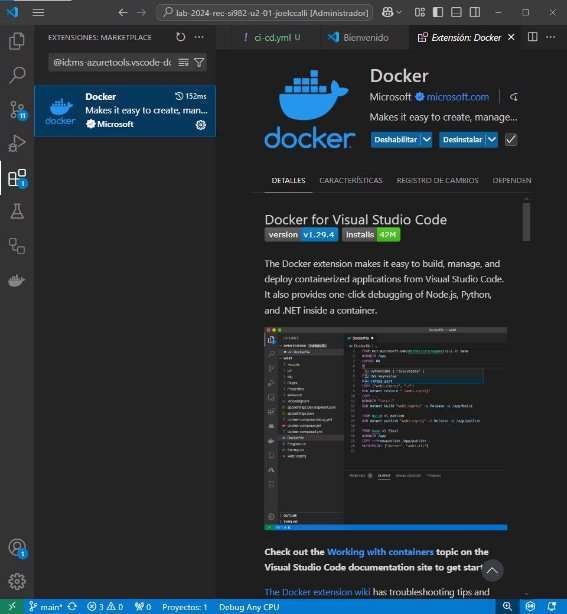 lab-2024-rec-si982-u2-01-joelccalli [Administrador]
EXTENSIONES: MARKETPLACE
ci-cd.yml U
Bienvenido
Extensión: Docker
@id:ms-azuretools.vscode-do
Docker
152ms
Makes it easy to create, man...
Microsoft
docker
11
1
Docker
Microsoft
microsoft.com
Makes it easy to create, manage...
Deshabilitar
Desinstalar
docker
DETALLES
CARACTERÍSTICAS
REGISTRO DE CAMBIOS
DEPENDEN
Docker for Visual Studio Code
version v1.29.4
installs 42M
The Docker extension makes it easy to build, manage, and
deploy containerized applications from Visual Studio Code.
It also provides one-click debugging of Node.js, Python,
and .NET inside a container.
Check out the Working with containers topic on the
Visual Studio Code documentation site to get start
The Docker extension wiki has troubleshooting tips and
1
main*
3
0
0
Proyectos: 1
Debug Any CPU